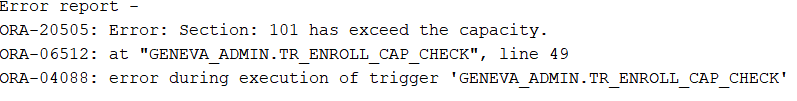 Error report -
ORA-20505: Error: Section: 101 has exceed the capacity.
ORA-06512: at "GENEVA_ADMIN.TR_ENROLL_CAP_CHECK", line 49
ORA-04088: error during execution of trigger 'GENEVA_ADMIN.TR_ENROLL_CAP_CHECK'